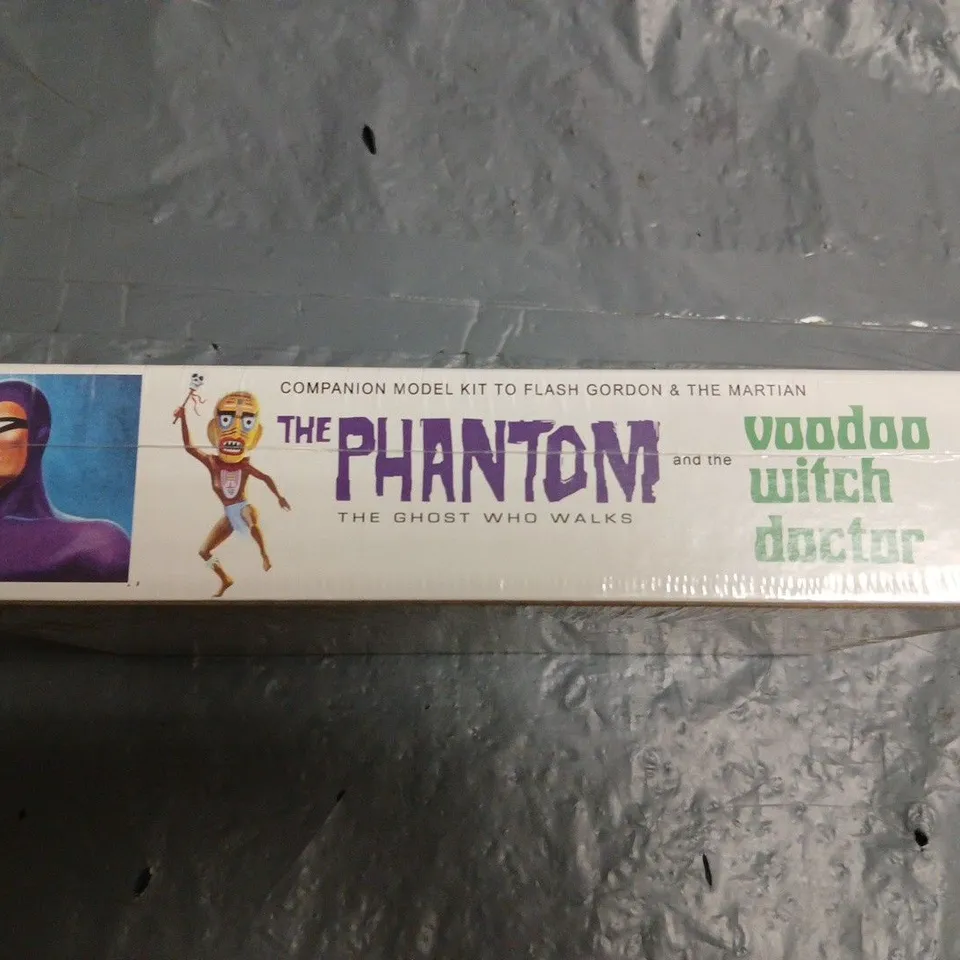 COMPANION MODEL KIT TO FLASH GORDON & THE MARTIAN
THE PHANTOM and the voodoo witch doctor
THE GHOST WHO WALKS